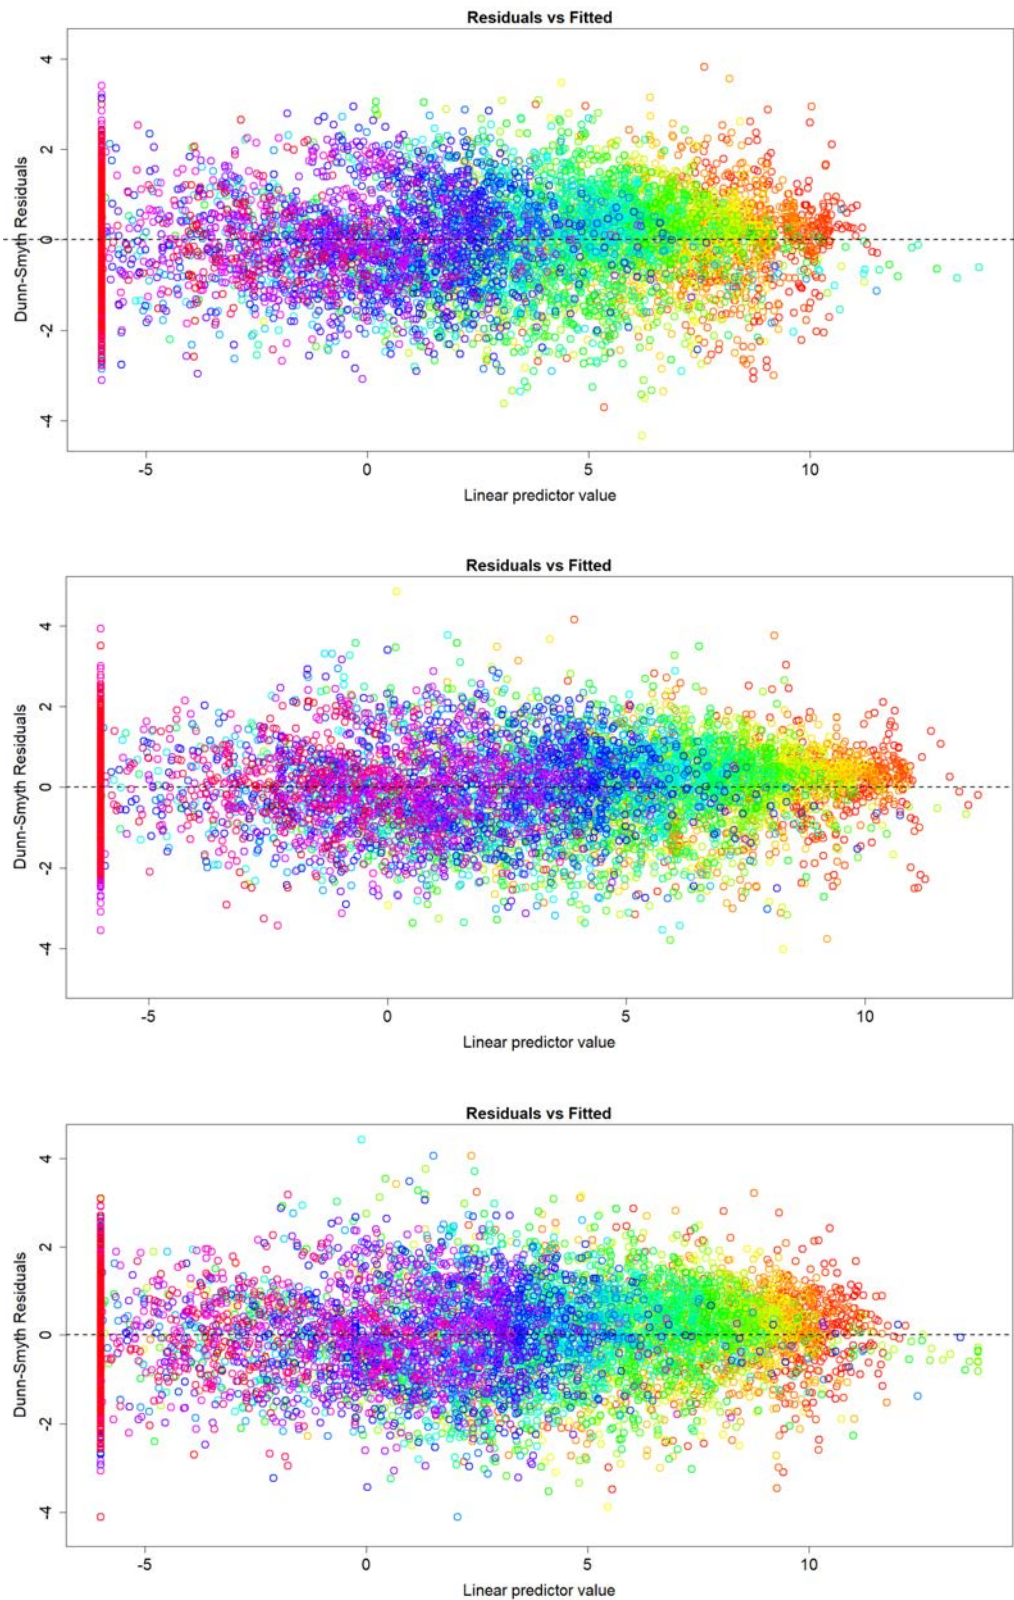 Residuals vs Fitted
4
2
0
-2
-4
Dunn-Smyth Residuals
-5 0 5 10
Linear predictor value
Residuals vs Fitted
4
2
0
-2
-4
Dunn-Smyth Residuals
-5 0 5 10
Linear predictor value
Residuals vs Fitted
4
2
0
-2
-4
Dunn-Smyth Residuals
-5 0 5 10
Linear predictor value